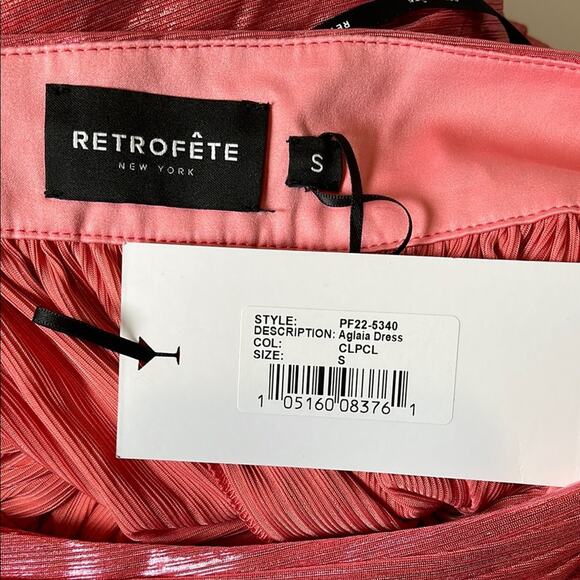 RETROFÊTE
NEW YORK
S
STYLE: PF22-5340
DESCRIPTION: Aglaia Dress
COL: CLPCL
SIZE: S
1 05160 08376 1